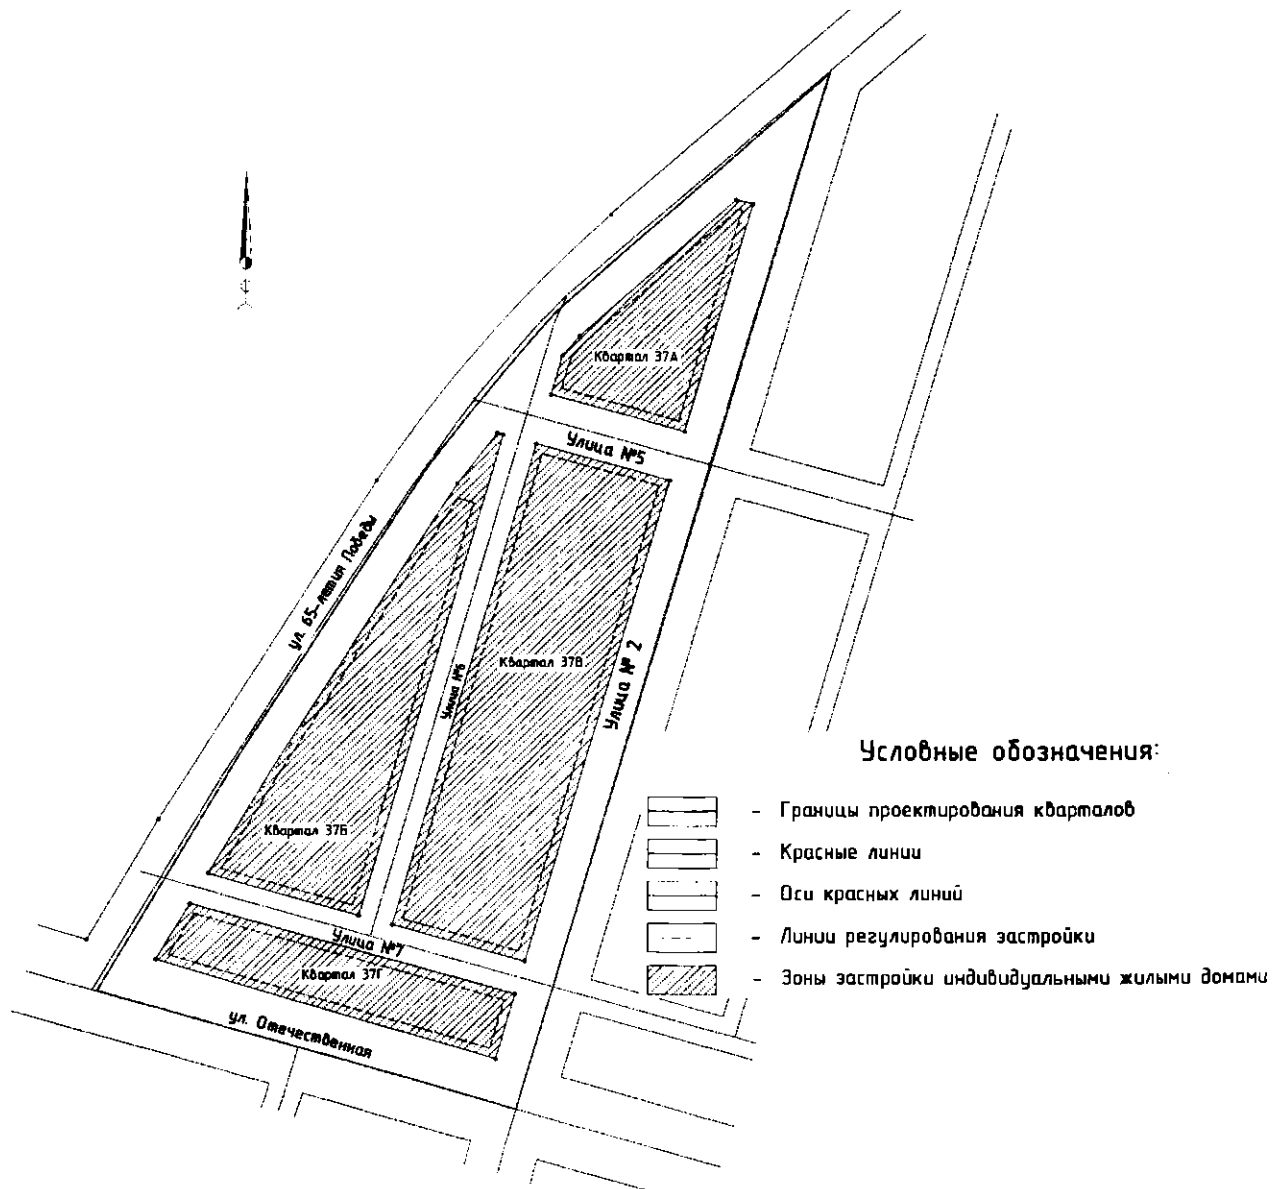 Квартал 37А
Улица №5
ул. 65-летия Победы
Улица № 2
Квартал 37В
Улица №6
Квартал 37Б
Улица №7
Квартал 37Г
ул. Отечественная
Условные обозначения:
- Границы проектирования кварталов
- Красные линии
- Оси красных линий
- Линии регулирования застройки
- Зоны застройки индивидуальными жилыми домами